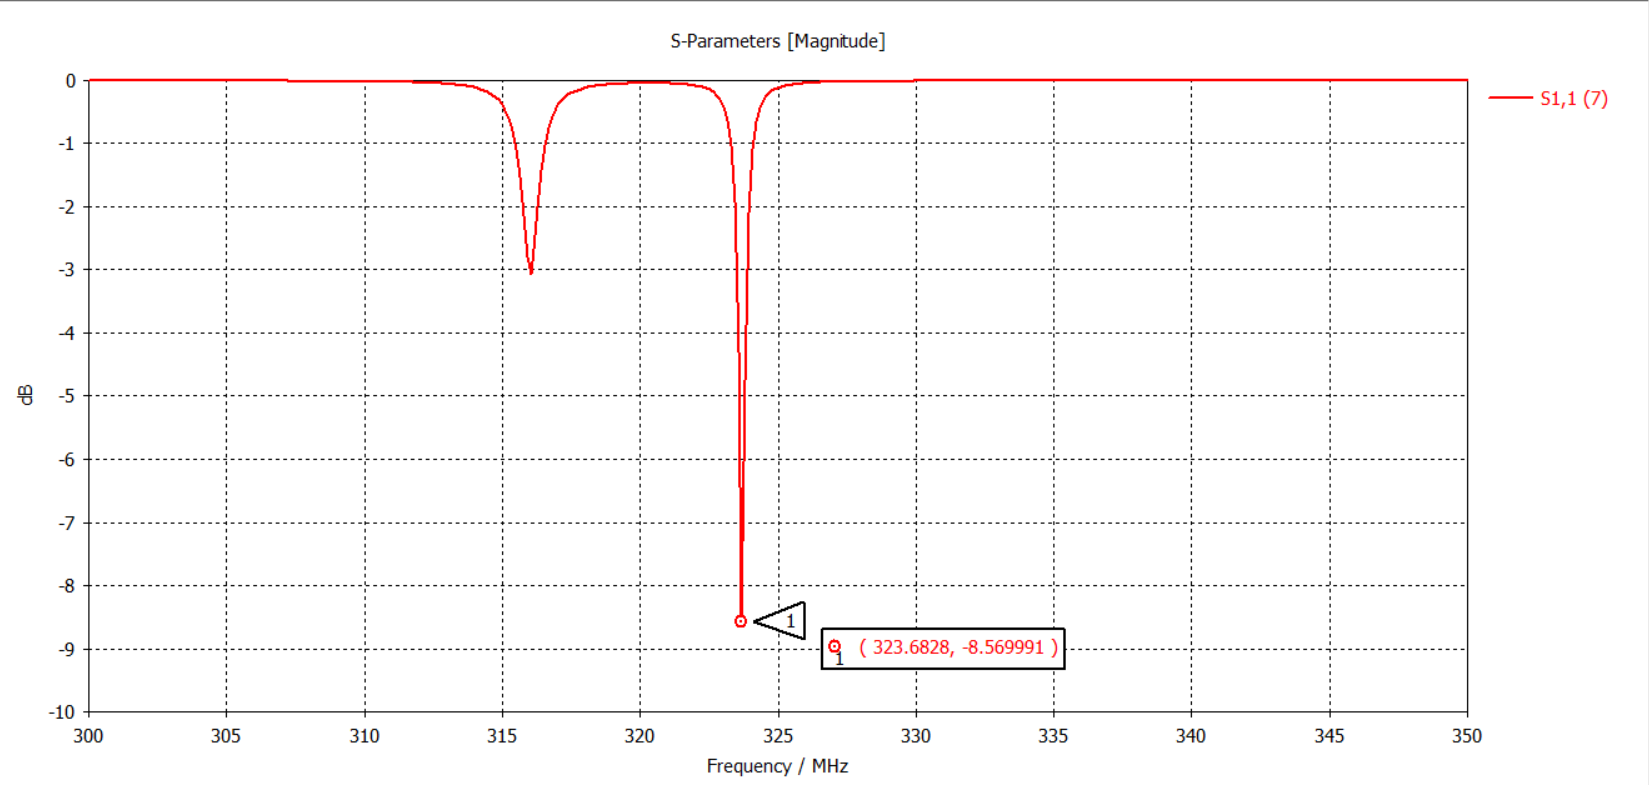 S-Parameters [Magnitude]
0
-1
-2
-3
-4
-5
-6
-7
-8
-9
-10
dB
S1,1 (7)
1
1 ( 323.6828, -8.569991 )
300 305 310 315 320 325 330 335 340 345 350
Frequency / MHz